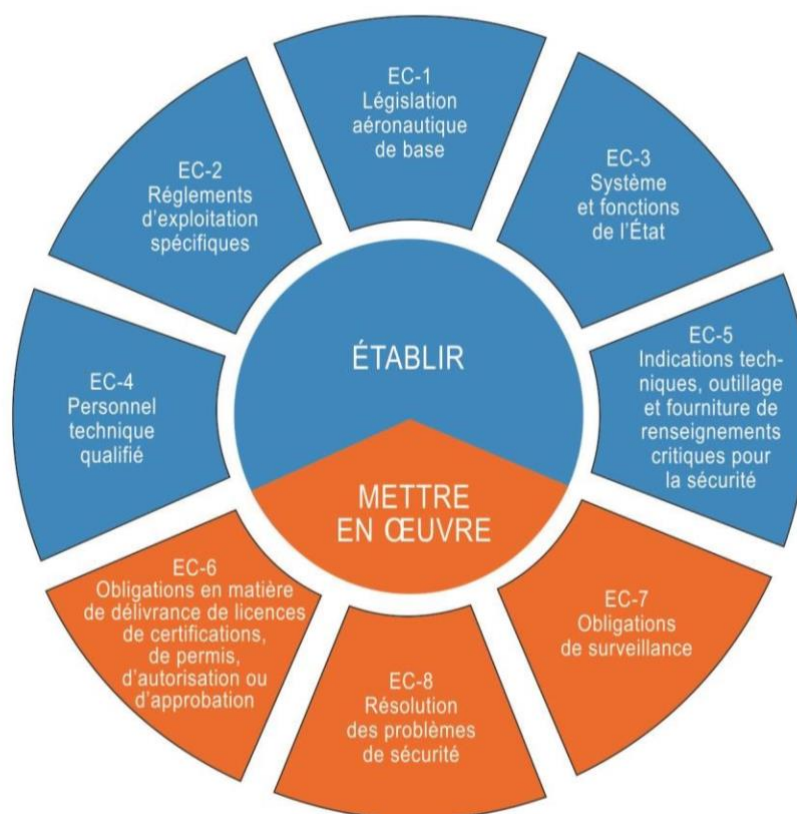 EC-1
Législation
aéronautique
de base
EC-2
Réglements
d'exploitation
spécifiques
EC-3
Système
et fonctions
de l'État
EC-4
Personnel
technique
qualifié
ÉTABLIR
EC-5
Indications tech-
niques, outillage
et fourniture de
renseignements
critiques pour
la sécurité
METTRE
EN ŒUVRE
EC-6
Obligations en matière
de délivrance de licences
de certifications,
de permis,
d'autorisation ou
d'approbation
EC-8
Résolution
des problèmes
de sécurité
EC-7
Obligations
de surveillance